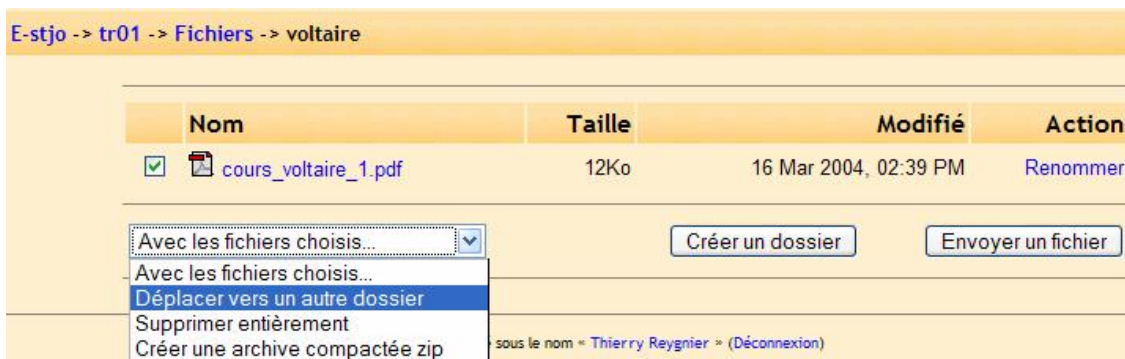 E-stjo -> tr01 -> Fichiers -> voltaire
Nom Taille Modifié Action
cours_voltaire_1.pdf 12Ko 16 Mar 2004, 02:39 PM Renommer
Avec les fichiers choisis... Créer un dossier Envoyer un fichier
Avec les fichiers choisis...
Déplacer vers un autre dossier
Supprimer entièrement
Créer une archive compactée zip sous le nom « Thierry Reygnier » (Déconnexion)